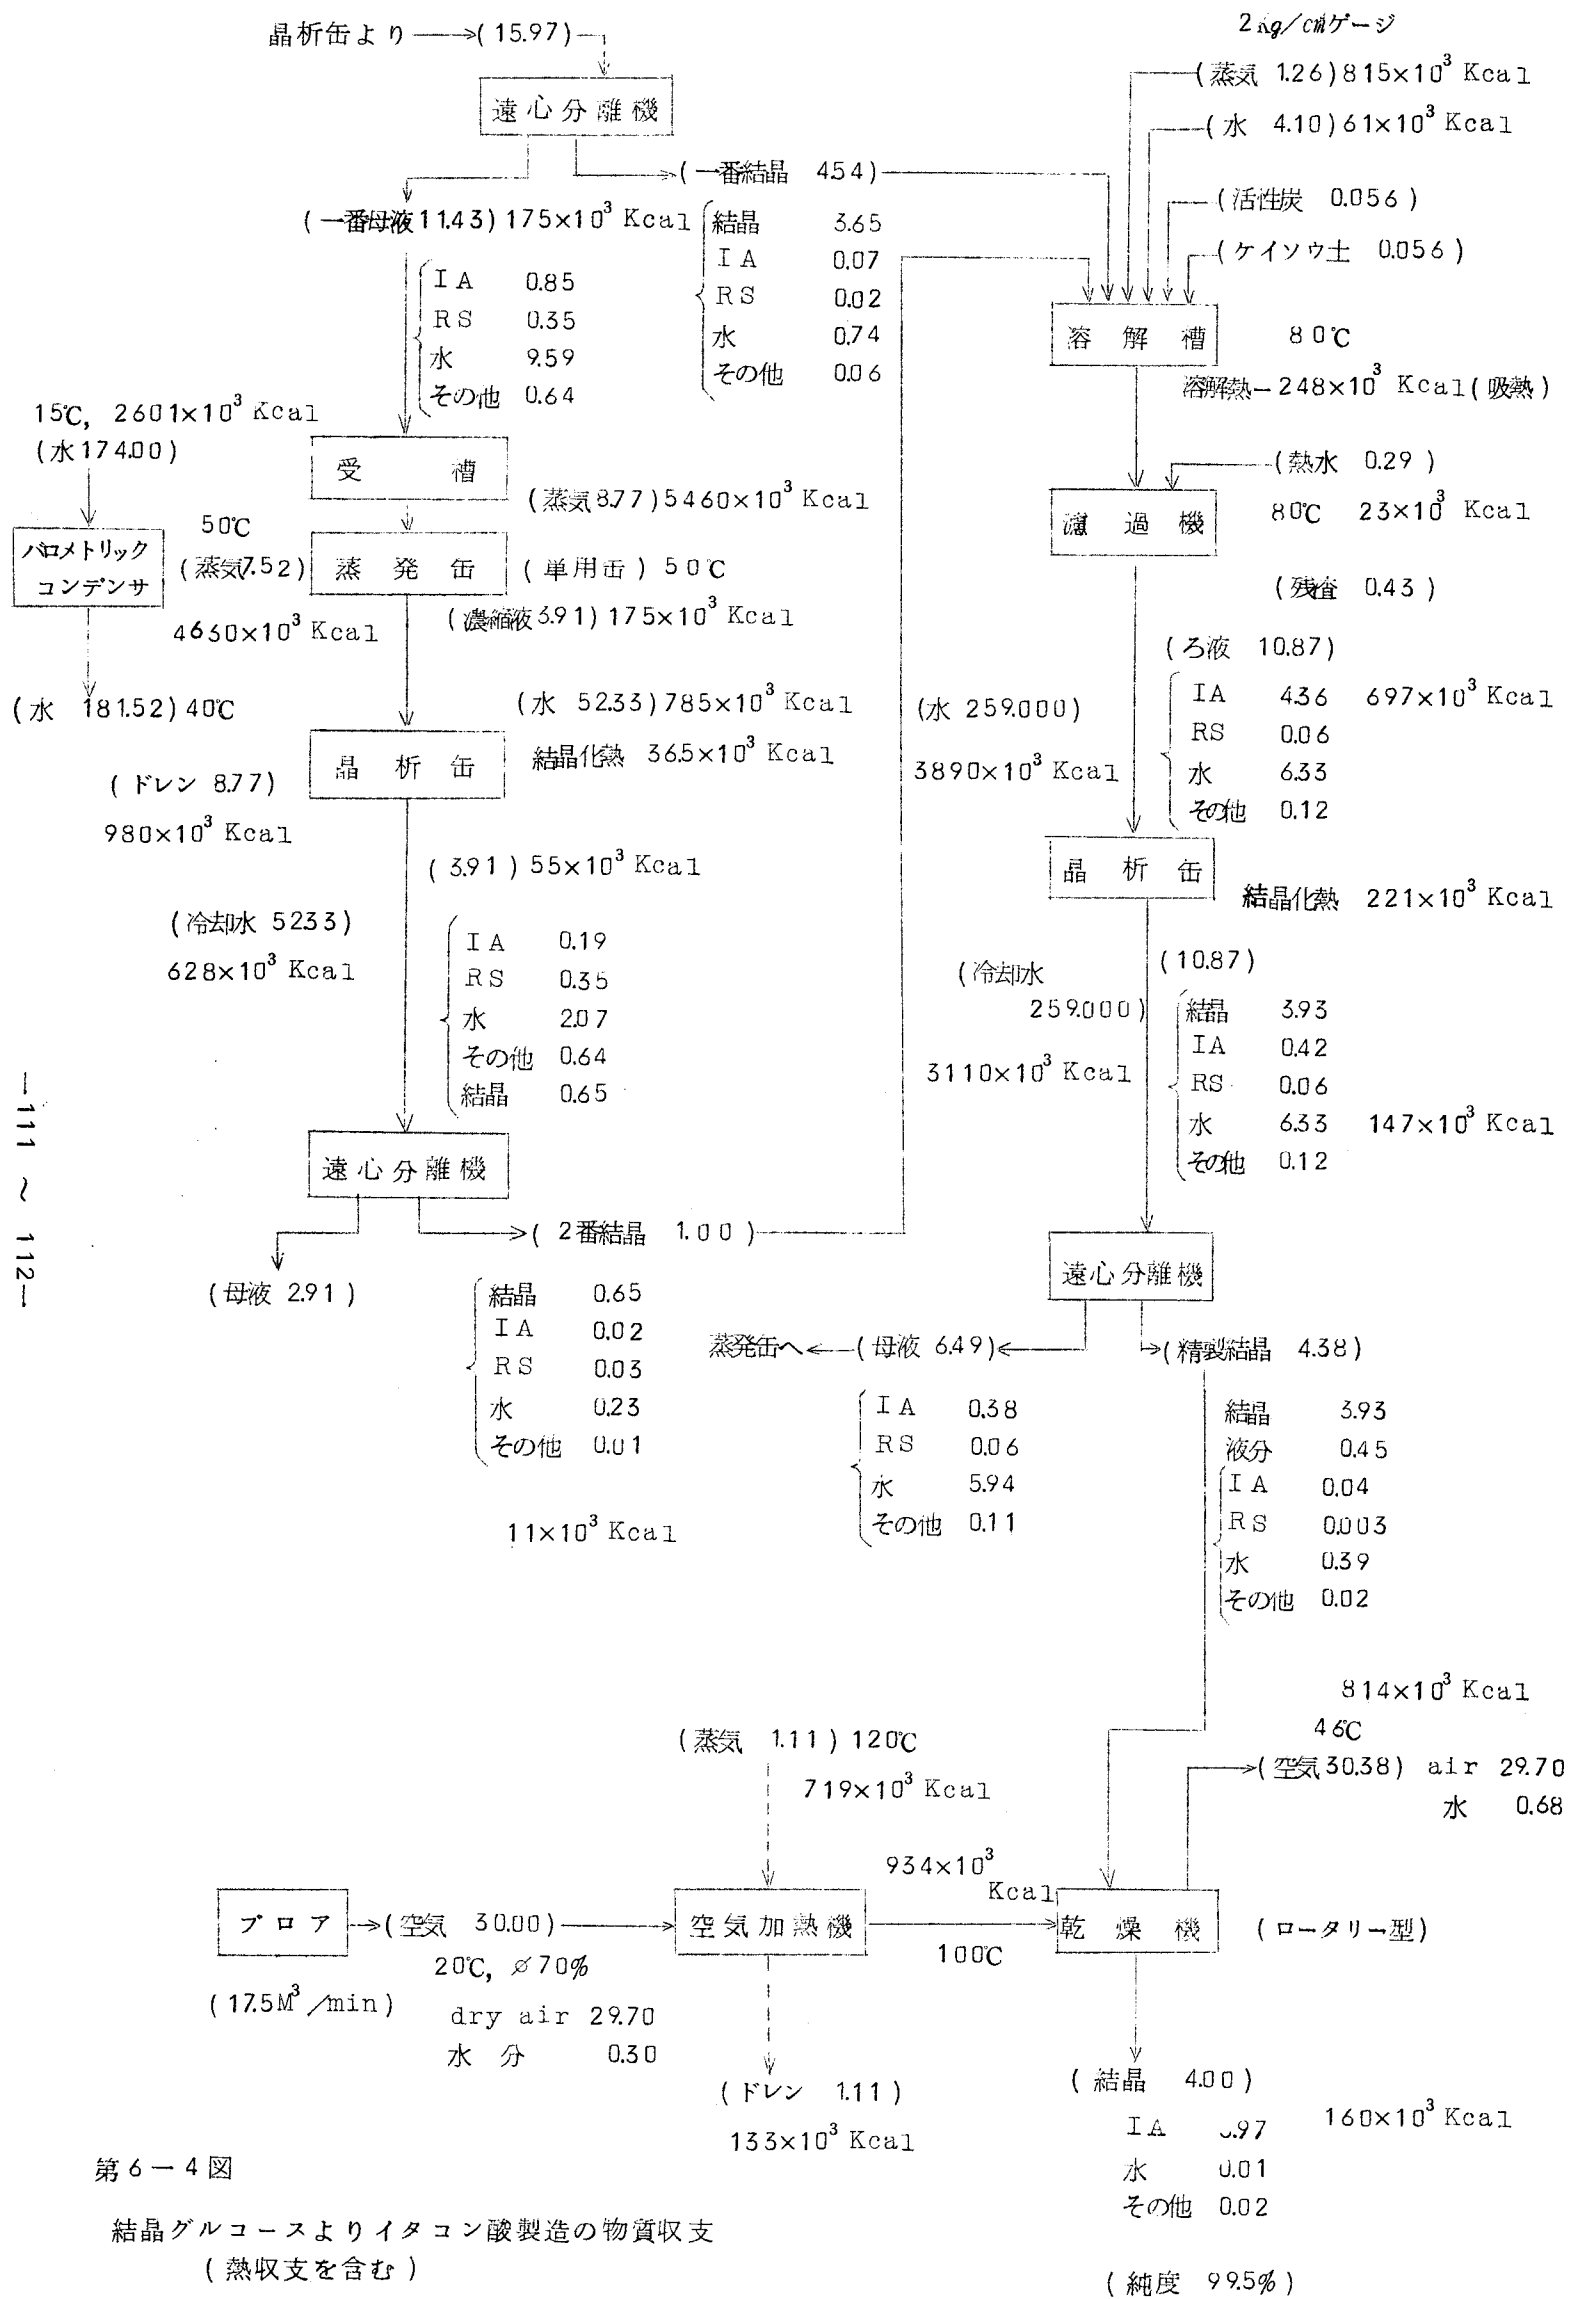 晶析缶より (15.97)
遠心分離機
(一番結晶 4.54)
結晶 3.65
IA 0.07
RS 0.02
水 0.74
その他 0.06
(一番母液11.43) 175×10³ Kcal
IA 0.85
RS 0.35
水 9.59
その他 0.64
受槽
15℃, 2601×10³ Kcal
(水174.00)
バロメトリック
コンデンサ
(水 181.52) 40℃
50℃
(蒸気7.52)
4630×10³ Kcal
(蒸気8.77) 5460×10³ Kcal
蒸発缶
(単用缶) 50℃
(濃縮液3.91) 175×10³ Kcal
(水 52.33) 785×10³ Kcal
晶析缶
結晶化熱 36.5×10³ Kcal
(ドレン 8.77)
980×10³ Kcal
(3.91) 55×10³ Kcal
(冷却水 52.33)
628×10³ Kcal
IA 0.19
RS 0.35
水 2.07
その他 0.64
結晶 0.65
遠心分離機
(2番結晶 1.00)
(母液 2.91)
結晶 0.65
IA 0.02
RS 0.03
水 0.23
その他 0.01
11×10³ Kcal
2Kg/cm²ゲージ
(蒸気 1.26) 815×10³ Kcal
(水 4.10) 61×10³ Kcal
(活性炭 0.056)
(ケイソウ土 0.056)
溶解槽
80℃
溶解熱-248×10³ Kcal(吸熱)
(熱水 0.29)
濾過機
80℃ 23×10³ Kcal
(残査 0.43)
(ろ液 10.87)
IA 4.36 697×10³ Kcal
RS 0.06
水 6.33
その他 0.12
(水 259.000)
3890×10³ Kcal
晶析缶
結晶化熱 221×10³ Kcal
(冷却水
259.000)
3110×10³ Kcal
(10.87)
結晶 3.93
IA 0.42
RS 0.06
水 6.33 147×10³ Kcal
その他 0.12
遠心分離機
蒸発缶へ (母液 6.49)
(精製結晶 4.38)
IA 0.38
RS 0.06
水 5.94
その他 0.11
結晶 3.93
液分 0.45
IA 0.04
RS 0.003
水 0.39
その他 0.02
814×10³ Kcal
46℃
(空気30.38) air 29.70
水 0.68
(蒸気 1.11) 120℃
719×10³ Kcal
934×10³
Kcal
ブロア
(空気 30.00)
空気加熱機
100℃
乾燥機
(ロータリー型)
20℃, ∅70%
(17.5M³/min)
dry air 29.70
水分 0.30
(ドレン 1.11)
133×10³ Kcal
(結晶 4.00)
IA .97
160×10³ Kcal
水 0.01
その他 0.02
(純度 99.5%)
第6-4図
結晶グルコースよりイタコン酸製造の物質収支
(熱収支を含む)
—111 ～ 112—